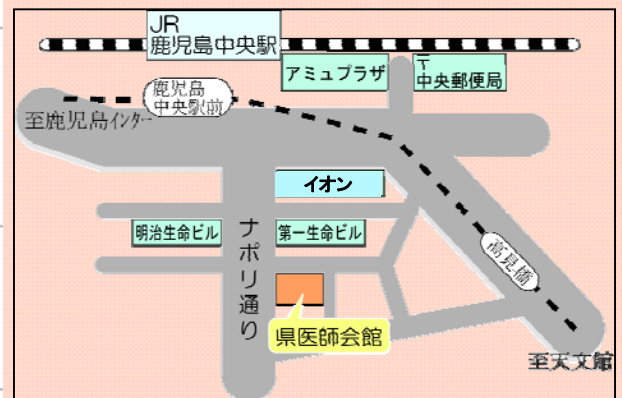 JR
鹿児島中央駅
アミュプラザ
〒
中央郵便局
鹿児島
中央駅前
至鹿児島インター
イオン
明治生命ビル
第一生命ビル
ナポリ通り
高見橋
県医師会館
至天文館